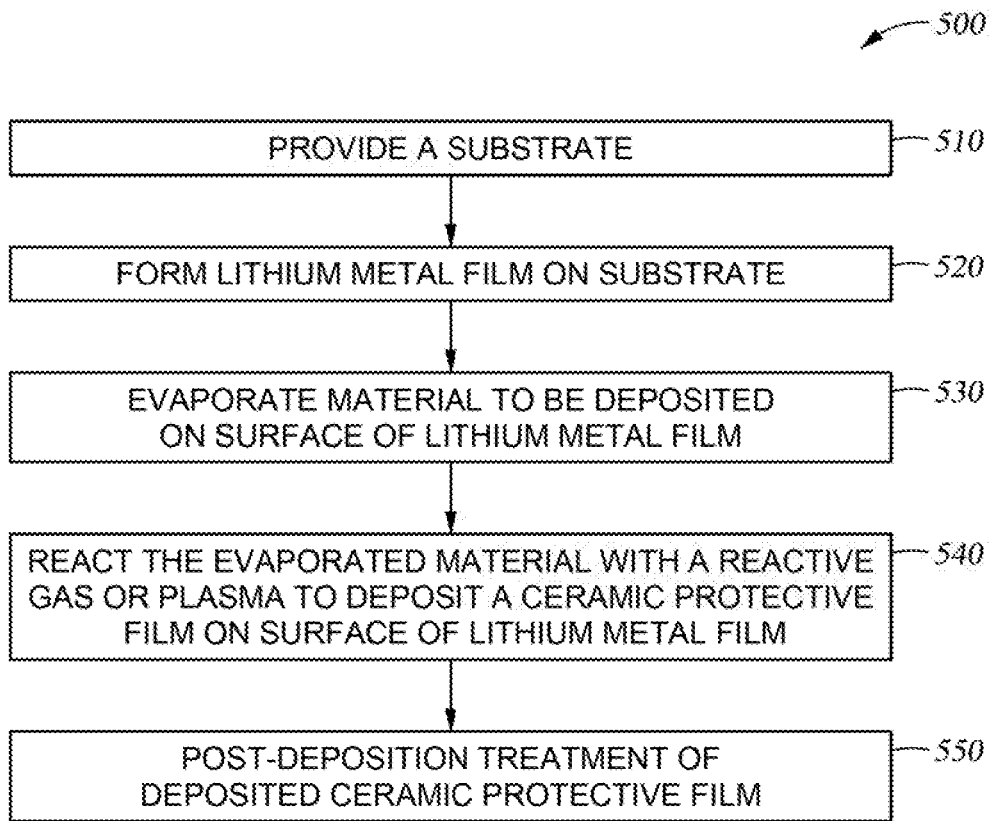 500
PROVIDE A SUBSTRATE
510
FORM LITHIUM METAL FILM ON SUBSTRATE
520
EVAPORATE MATERIAL TO BE DEPOSITED
ON SURFACE OF LITHIUM METAL FILM
530
REACT THE EVAPORATED MATERIAL WITH A REACTIVE
GAS OR PLASMA TO DEPOSIT A CERAMIC PROTECTIVE
FILM ON SURFACE OF LITHIUM METAL FILM
540
POST-DEPOSITION TREATMENT OF
DEPOSITED CERAMIC PROTECTIVE FILM
550